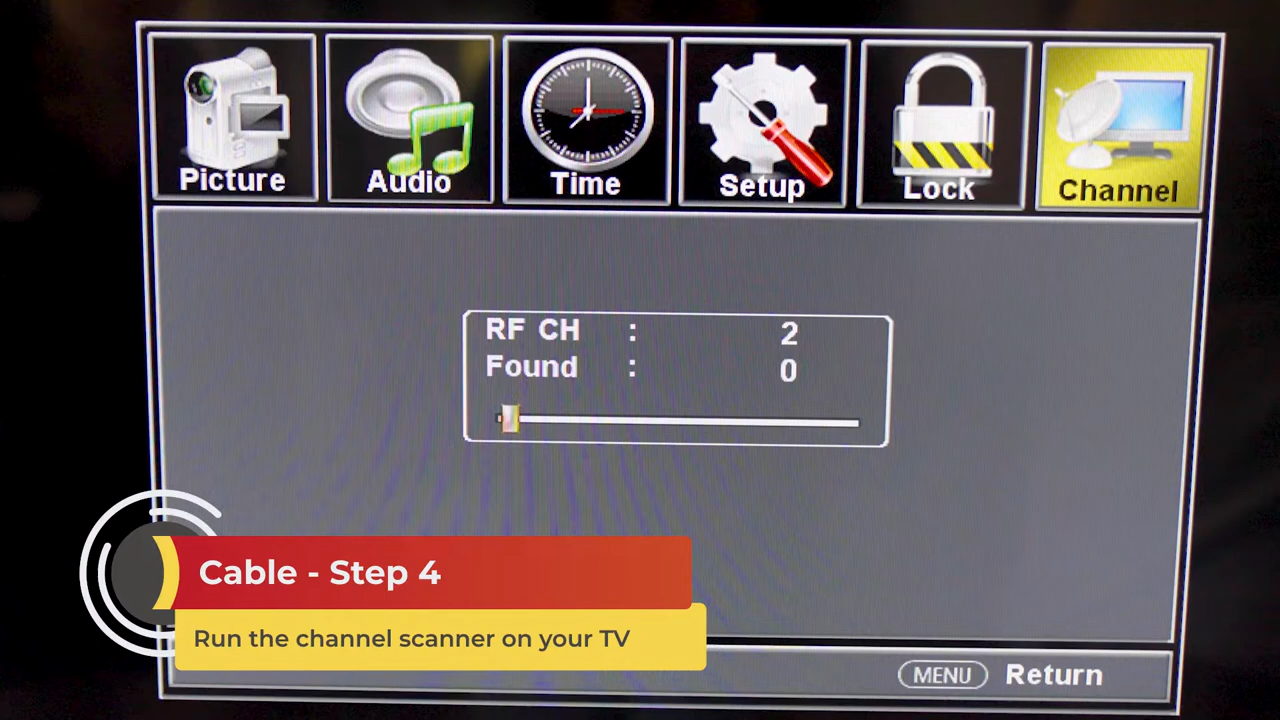 Picture
Audio
Time
Setup
Lock
Channel
RF CH : 2
Found : 0
Cable - Step 4
Run the channel scanner on your TV
MENU Return